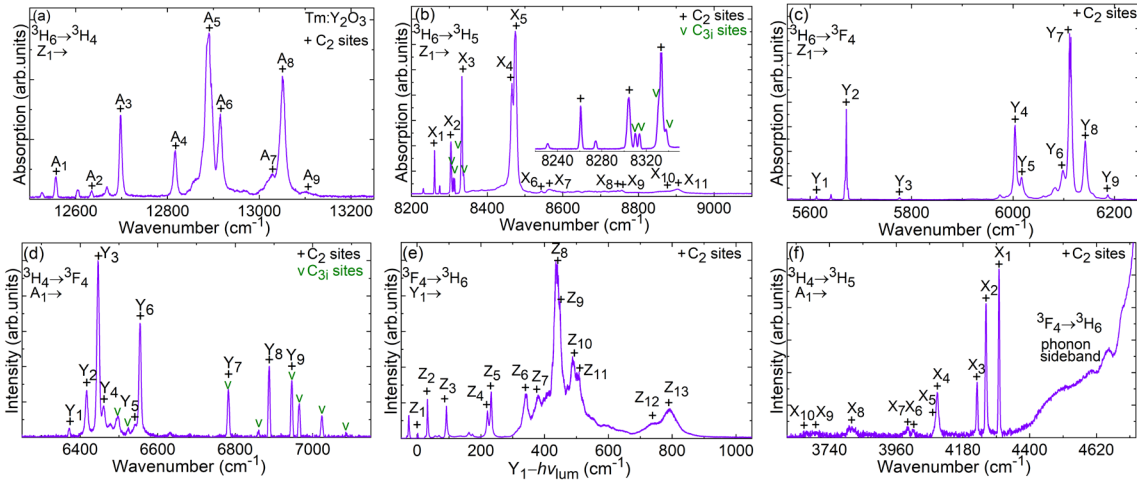 (a)
Tm:Y2O3
3H6→3H4
Z1→
+ C2 sites
A1
A2
A3
A4
A5
A6
A7
A8
A9
Absorption (arb.units)
12600 12800 13000 13200
Wavenumber (cm-1)
(b)
3H6→3H5
Z1→
+ C2 sites
v C3i sites
X1
X2
X3
X4
X5
X6
X7
X8
X9
X10
X11
8240 8280 8320
Absorption (arb.units)
8200 8400 8600 8800 9000
Wavenumber (cm-1)
(c)
3H6→3F4
Z1→
+ C2 sites
Y1
Y2
Y3
Y4
Y5
Y6
Y7
Y8
Y9
Absorption (arb.units)
5600 5800 6000 6200
Wavenumber (cm-1)
(d)
3H4→3F4
A1→
+ C2 sites
v C3i sites
Y1
Y2
Y3
Y4
Y5
Y6
Y7
Y8
Y9
Intensity (arb.units)
6400 6600 6800 7000
Wavenumber (cm-1)
(e)
3F4→3H6
Y1→
+ C2 sites
Z1
Z2
Z3
Z4
Z5
Z6
Z7
Z8
Z9
Z10
Z11
Z12
Z13
Intensity (arb.units)
0 200 400 600 800 1000
Y1−hνlum (cm-1)
(f)
3H4→3H5
A1→
+ C2 sites
X1
X2
X3
X4
X5
X7X6
X8
X10X9
3F4→3H6
phonon
sideband
Intensity (arb.units)
3740 3960 4180 4400 4620
Wavenumber (cm-1)